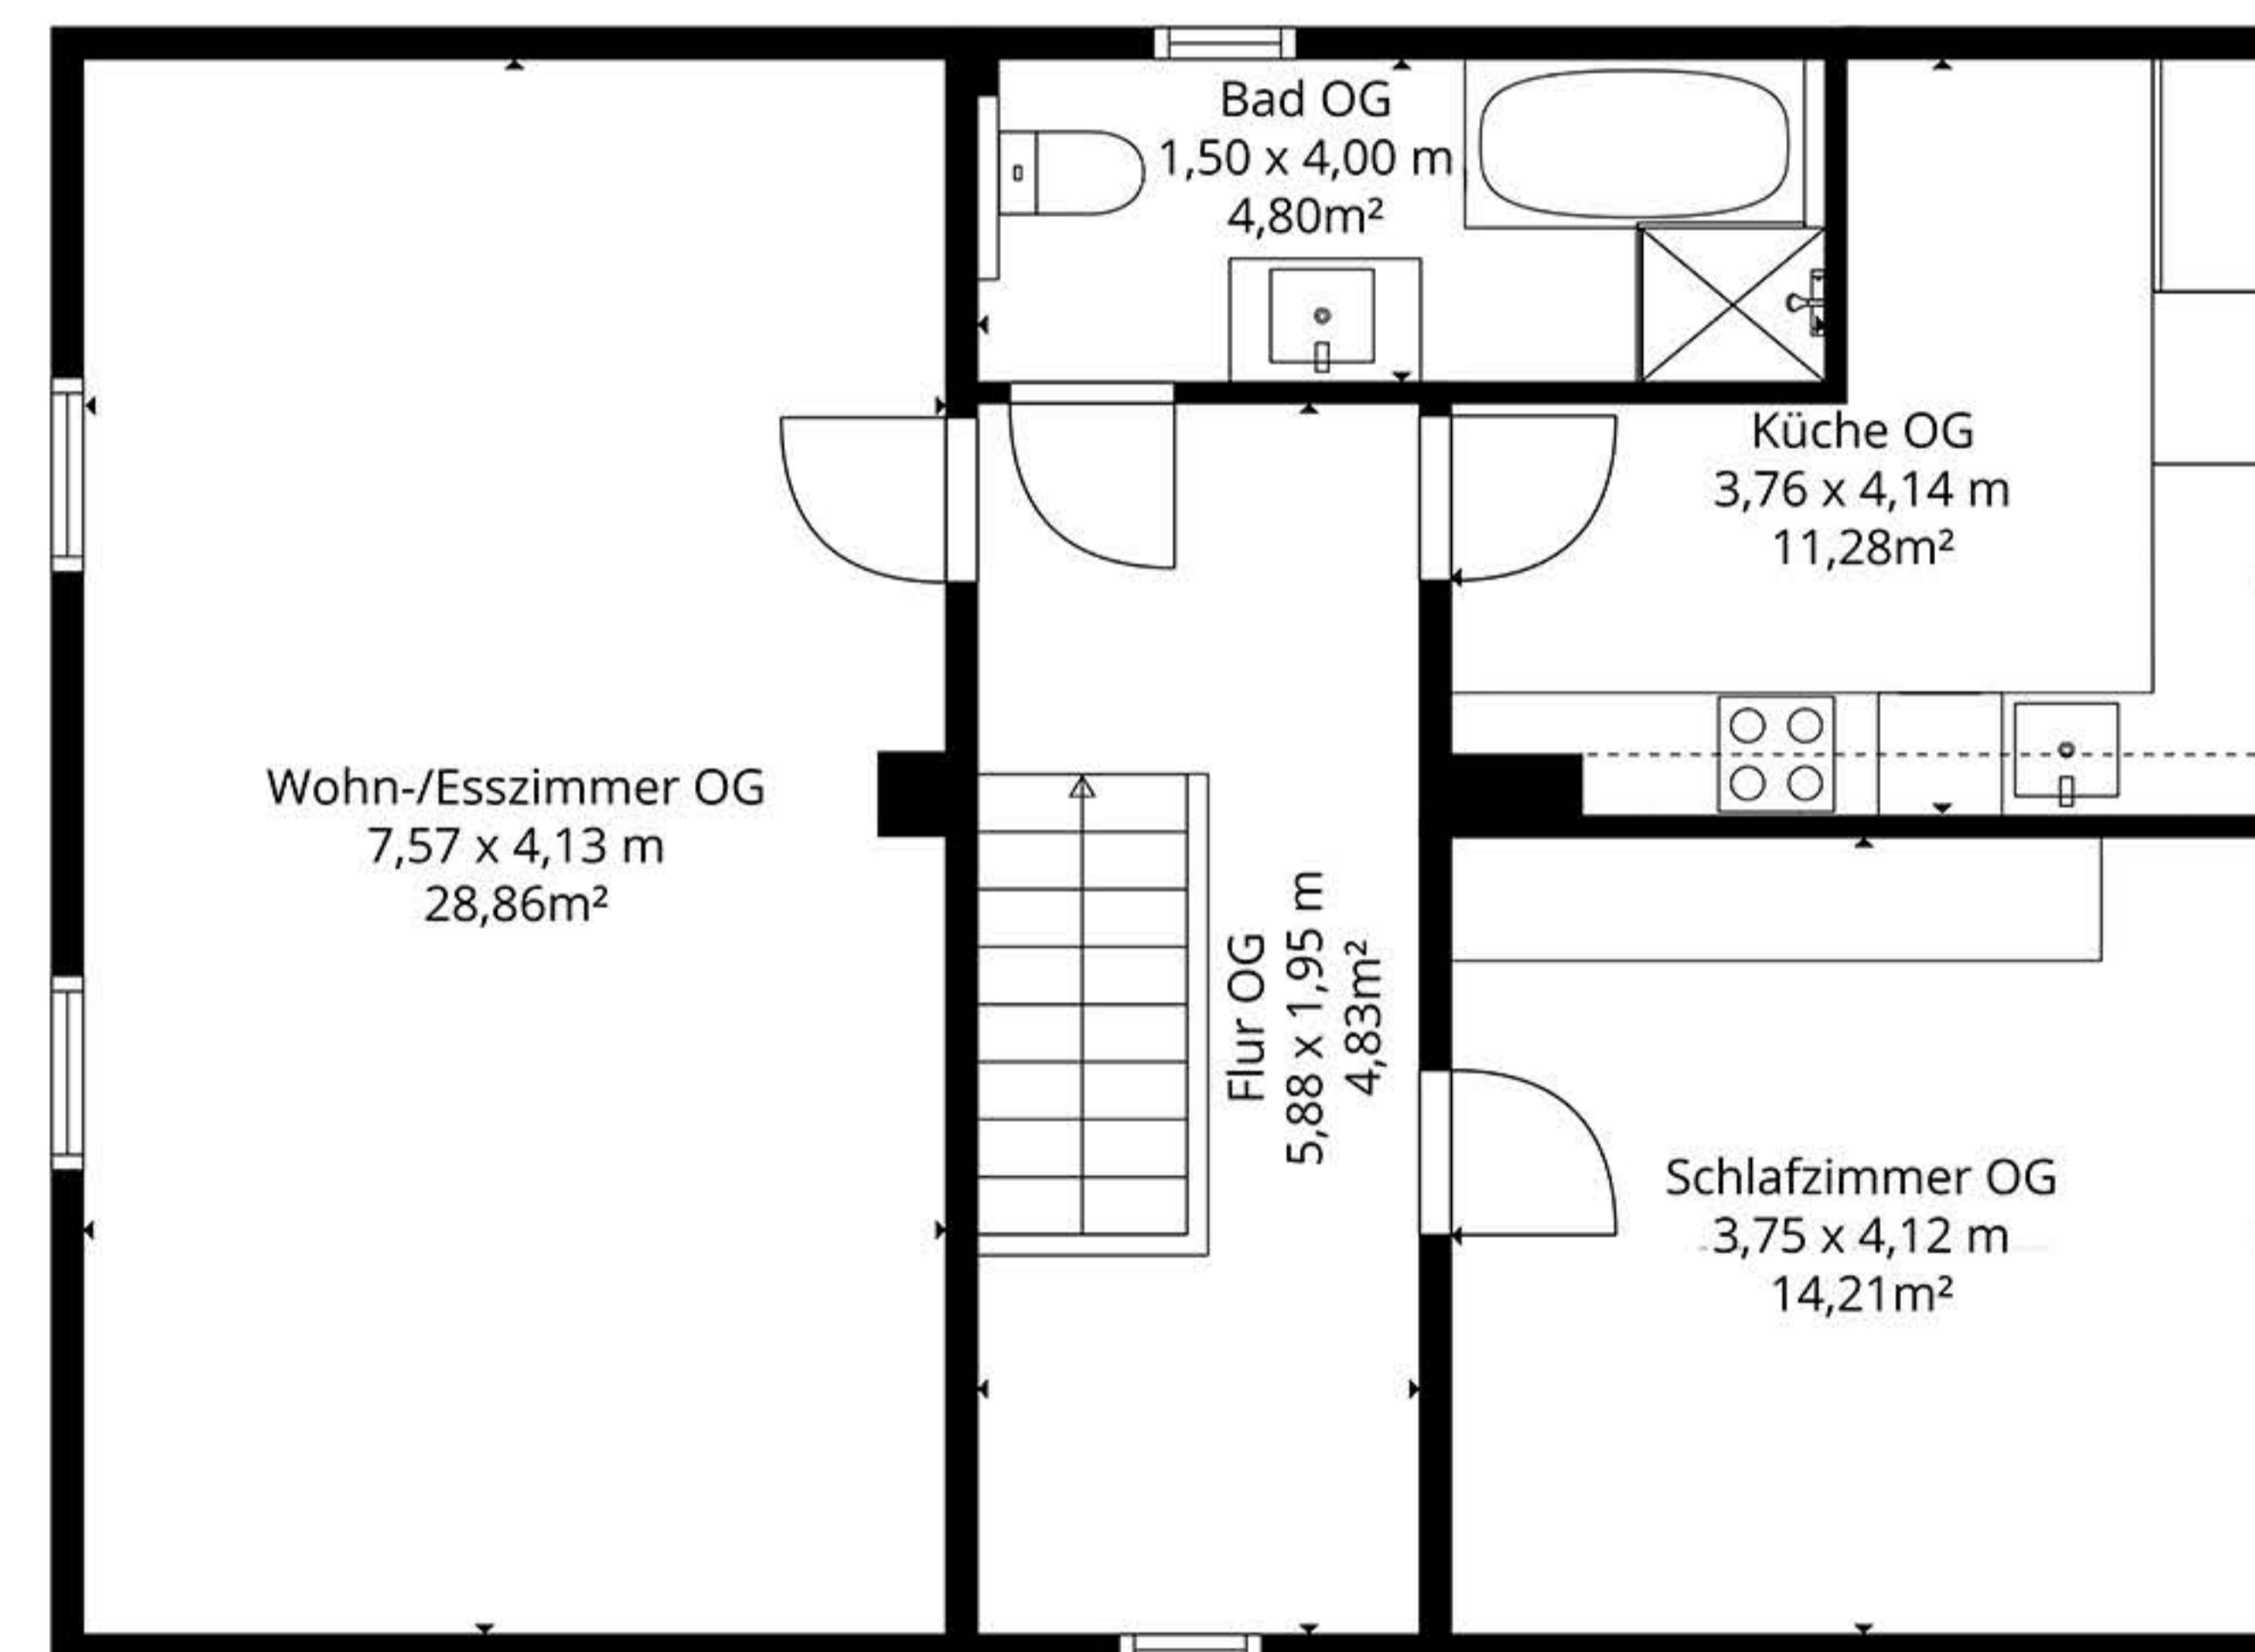 Bad OG
1,50 x 4,00 m
4,80m²
Küche OG
3,76 x 4,14 m
11,28m²
Wohn-/Esszimmer OG
7,57 x 4,13 m
28,86m²
Flur OG
5,88 x 1,95 m
4,83m²
Schlafzimmer OG
3,75 x 4,12 m
14,21m²